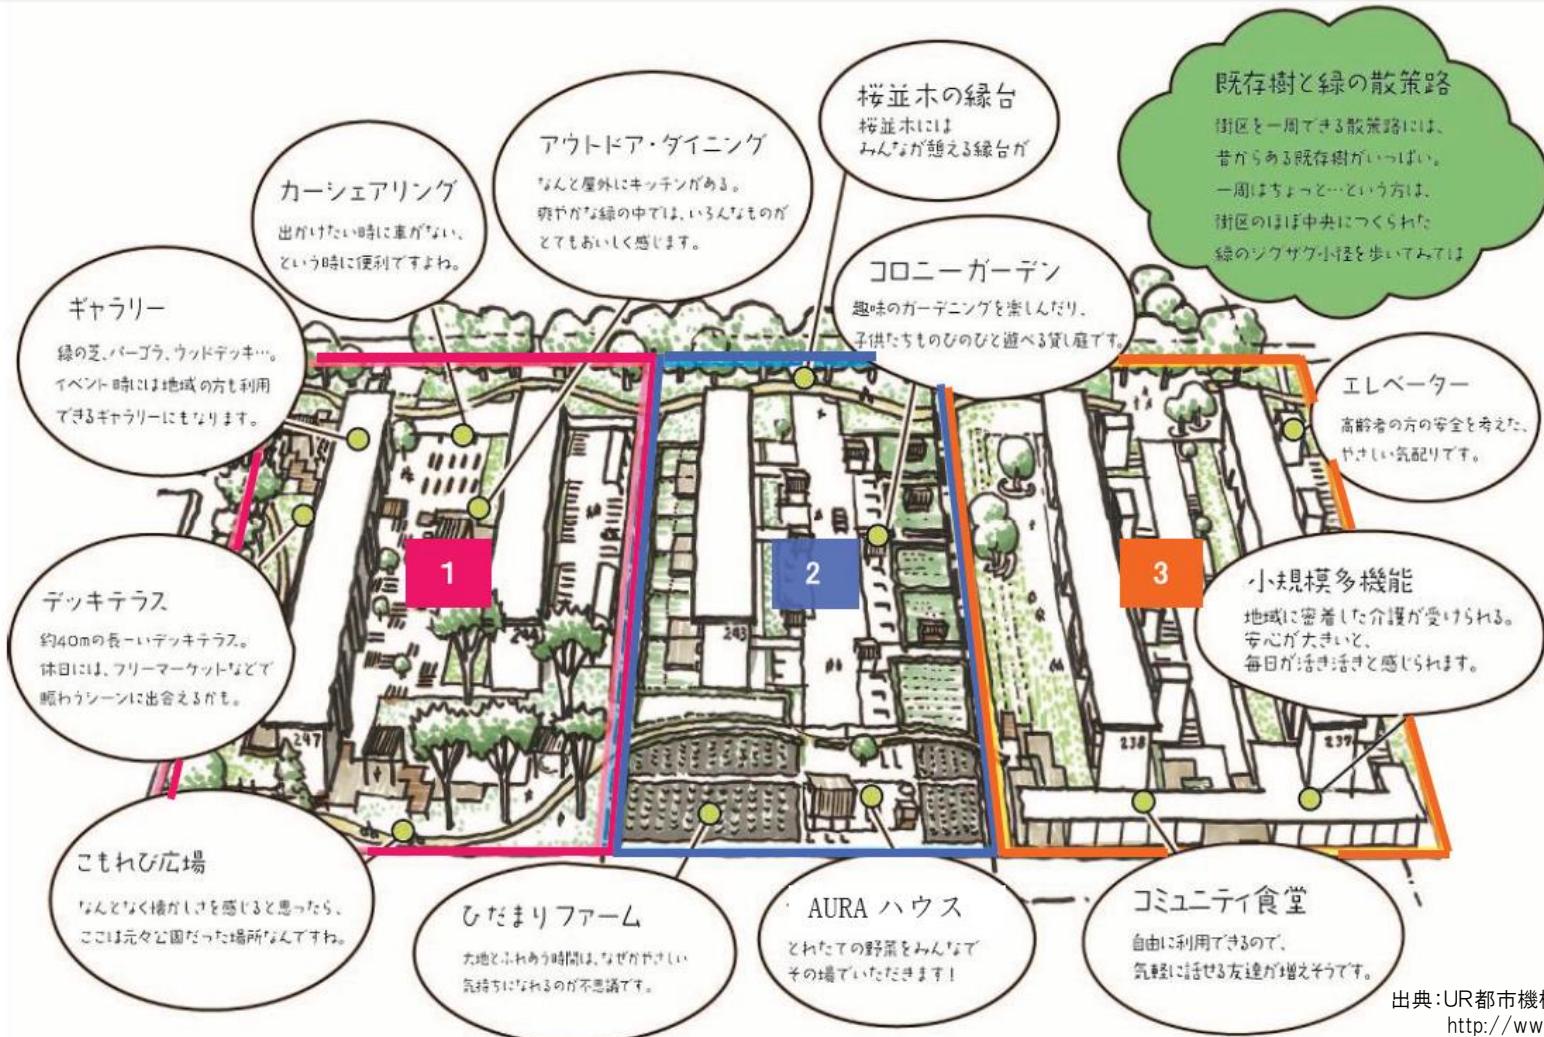 既存樹と緑の散策路
街区を一周できる散策路には、
昔からある既存樹がいっぱい。
一周はちょっと…という方は、
街区のほぼ中央につくられた
緑のジグザグ小径を歩いてみては
桜並木の縁台
桜並木には
みんなが憩える縁台が
アウトドア・ダイニング
なんと屋外にキッチンがある。
爽やかな緑の中では、いろんなものが
とてもおいしく感じます。
カーシェアリング
出かけたい時に車がない、
という時に便利ですよね。
コロニーガーデン
趣味のガーデニングを楽しんだり、
子供たちものびのびと遊べる貸し庭です。
ギャラリー
緑の芝、パーゴラ、ウッドデッキ…。
イベント時には地域の方も利用
できるギャラリーにもなります。
エレベーター
高齢者の方の安全を考えた、
やさしい気配りです。
デッキテラス
約40mの長ーいデッキテラス。
休日には、フリーマーケットなどで
賑わうシーンに出会えるかも。
1
2
3
小規模多機能
地域に密着した介護が受けられる。
安心が大きいと、
毎日が活き活きと感じられます。
244
243
247
238
237
こもれび広場
なんとなく懐かしさを感じると思ったら、
ここは元々公園だった場所なんですね。
ひだまりファーム
大地とふれあう時間は、なぜかやさしい
気持ちになれるのが不思議です。
AURA ハウス
とれたての野菜をみんなで
その場でいただきます！
コミュニティ食堂
自由に利用できるので、
気軽に話せる友達が増えそうです。
出典：UR都市機
http://ww